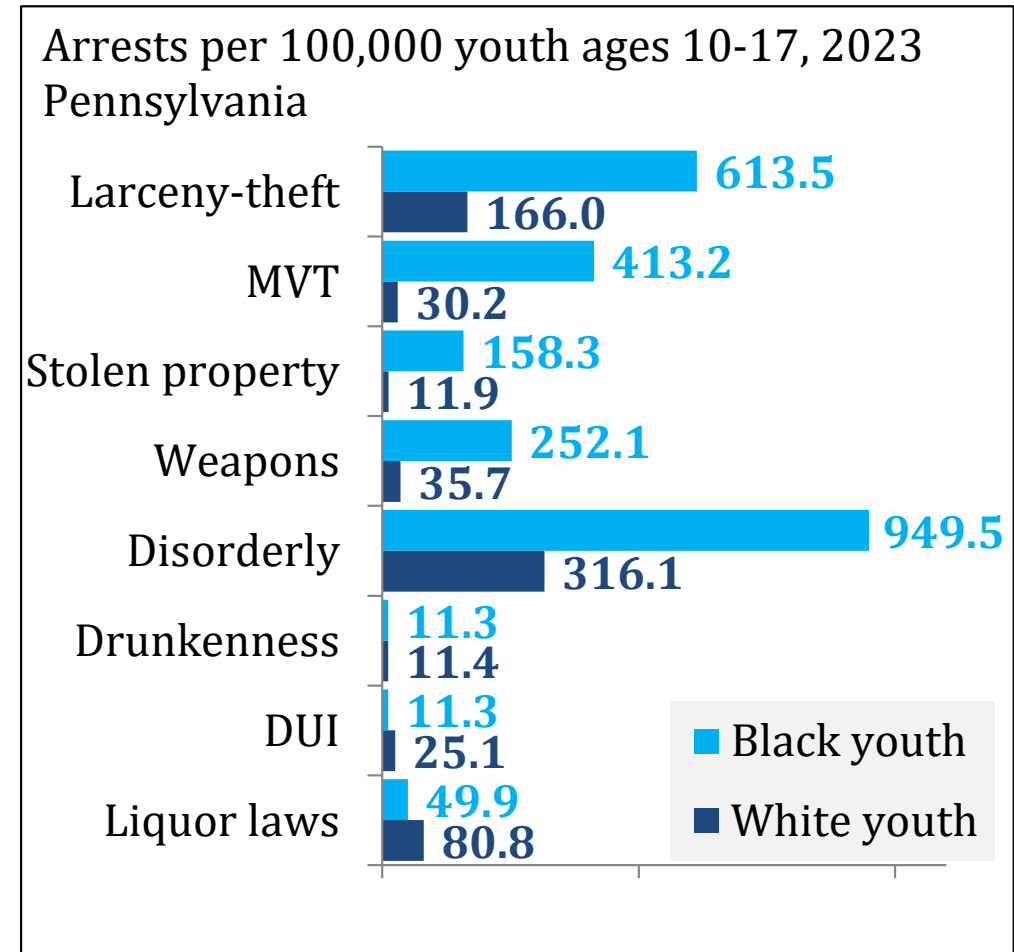 Arrests per 100,000 youth ages 10-17, 2023
Pennsylvania
Larceny-theft
613.5
166.0
MVT
413.2
30.2
Stolen property
158.3
11.9
Weapons
252.1
35.7
Disorderly
949.5
316.1
Drunkenness
11.3
11.4
DUI
11.3
25.1
Liquor laws
49.9
80.8
Black youth
White youth